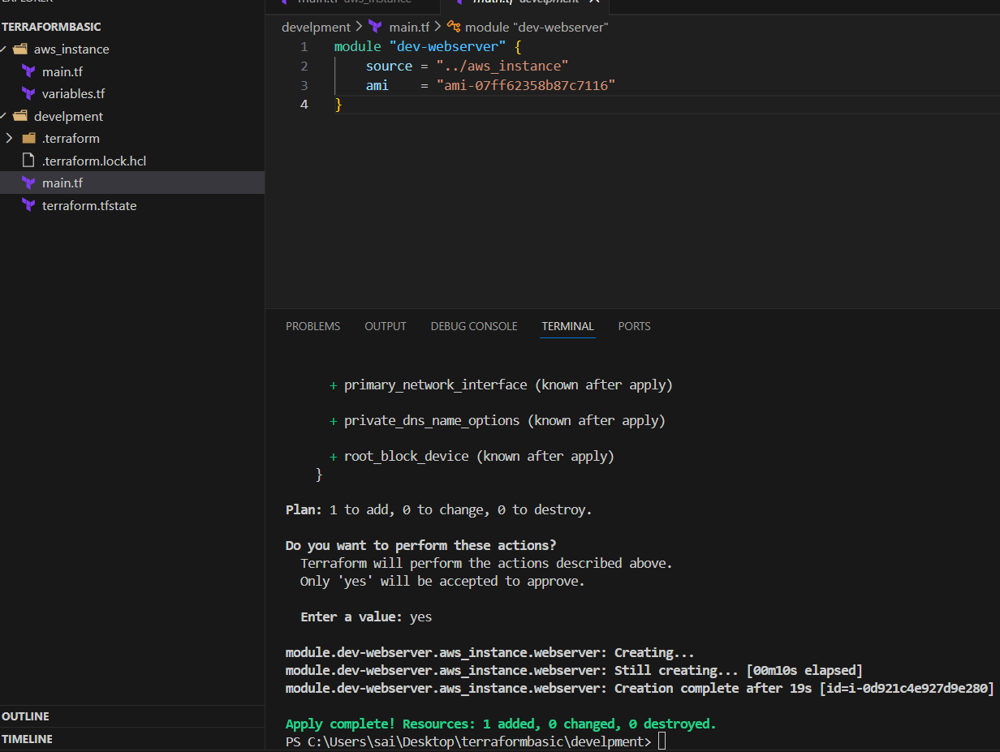 TERRAFORMBASIC
aws_instance
main.tf
variables.tf
develpment
.terraform
.terraform.lock.hcl
main.tf
terraform.tfstate
OUTLINE
TIMELINE
develpment > main.tf > module "dev-webserver"
1 module "dev-webserver" {
2 source = "../aws_instance"
3 ami = "ami-07ff62358b87c7116"
4 }
PROBLEMS OUTPUT DEBUG CONSOLE TERMINAL PORTS
+ primary_network_interface (known after apply)
+ private_dns_name_options (known after apply)
+ root_block_device (known after apply)
}
Plan: 1 to add, 0 to change, 0 to destroy.
Do you want to perform these actions?
Terraform will perform the actions described above.
Only 'yes' will be accepted to approve.
Enter a value: yes
module.dev-webserver.aws_instance.webserver: Creating...
module.dev-webserver.aws_instance.webserver: Still creating... [00m10s elapsed]
module.dev-webserver.aws_instance.webserver: Creation complete after 19s [id=i-0d921c4e927d9e280]
Apply complete! Resources: 1 added, 0 changed, 0 destroyed.
PS C:\Users\sai\Desktop\terraformbasic\develpment>